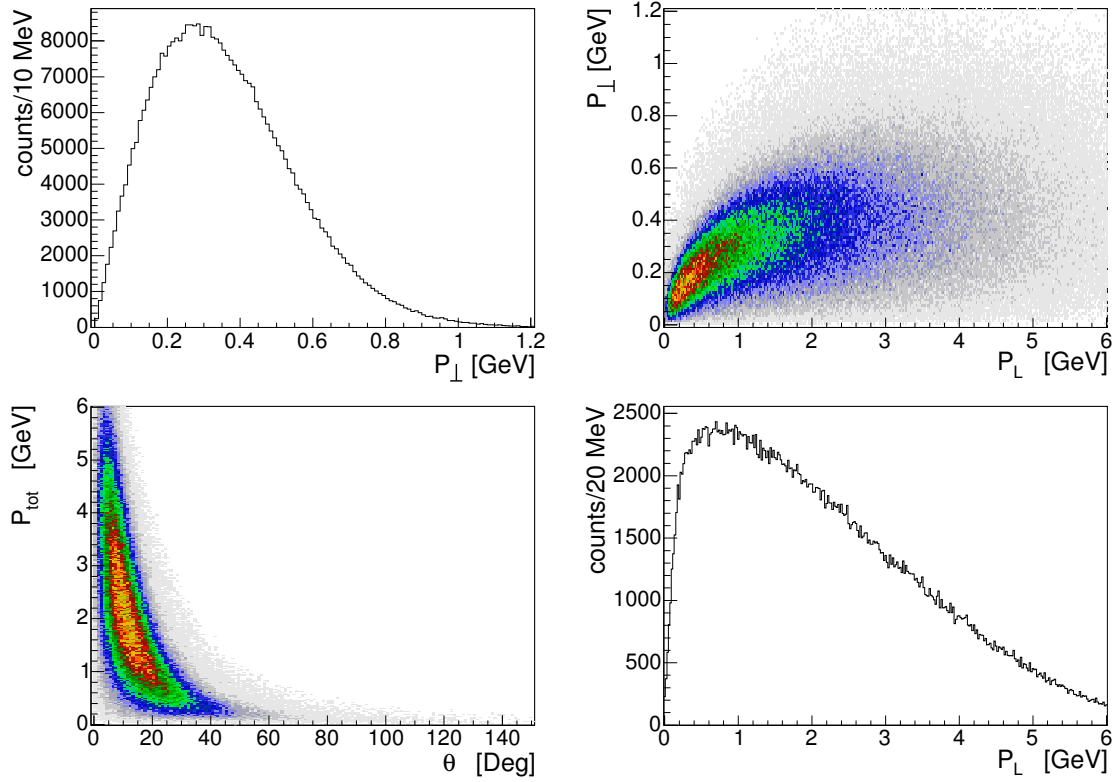 counts/10 MeV
8000
7000
6000
5000
4000
3000
2000
1000
0
0 0.2 0.4 0.6 0.8 1 1.2
P⊥ [GeV]
P⊥ [GeV]
1.2
1
0.8
0.6
0.4
0.2
0
0 1 2 3 4 5 6
P_L [GeV]
P_tot [GeV]
6
5
4
3
2
1
0
0 20 40 60 80 100 120 140
θ [Deg]
counts/20 MeV
2500
2000
1500
1000
500
0
0 1 2 3 4 5 6
P_L [GeV]